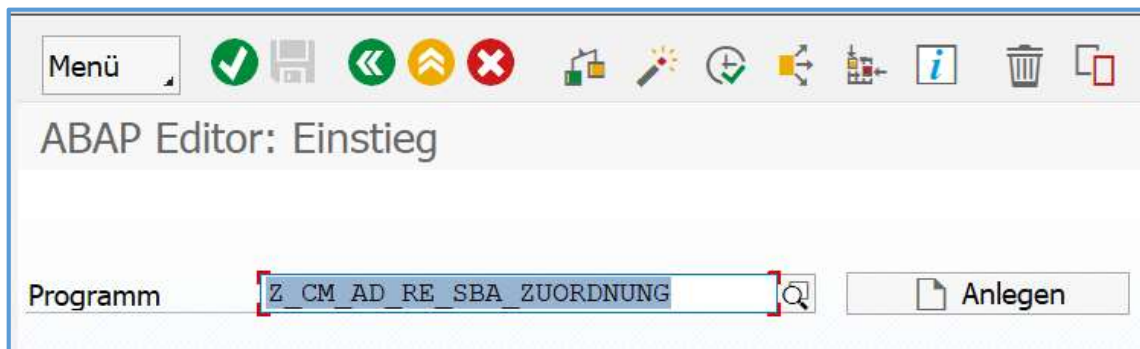 Menü
ABAP Editor: Einstieg
Programm Z_CM_AD_RE_SBA_ZUORDNUNG Anlegen